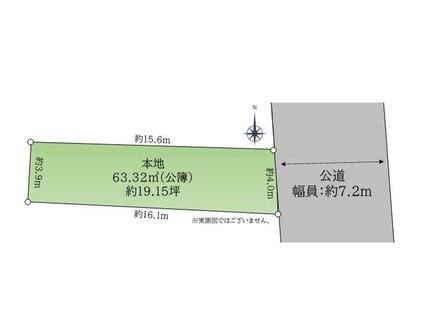 N
約15.6m
本地
63.32㎡(公簿)
約19.15坪
約3.9m
約4.0m
約16.1m
※実測図ではございません。
公道
幅員:約7.2m